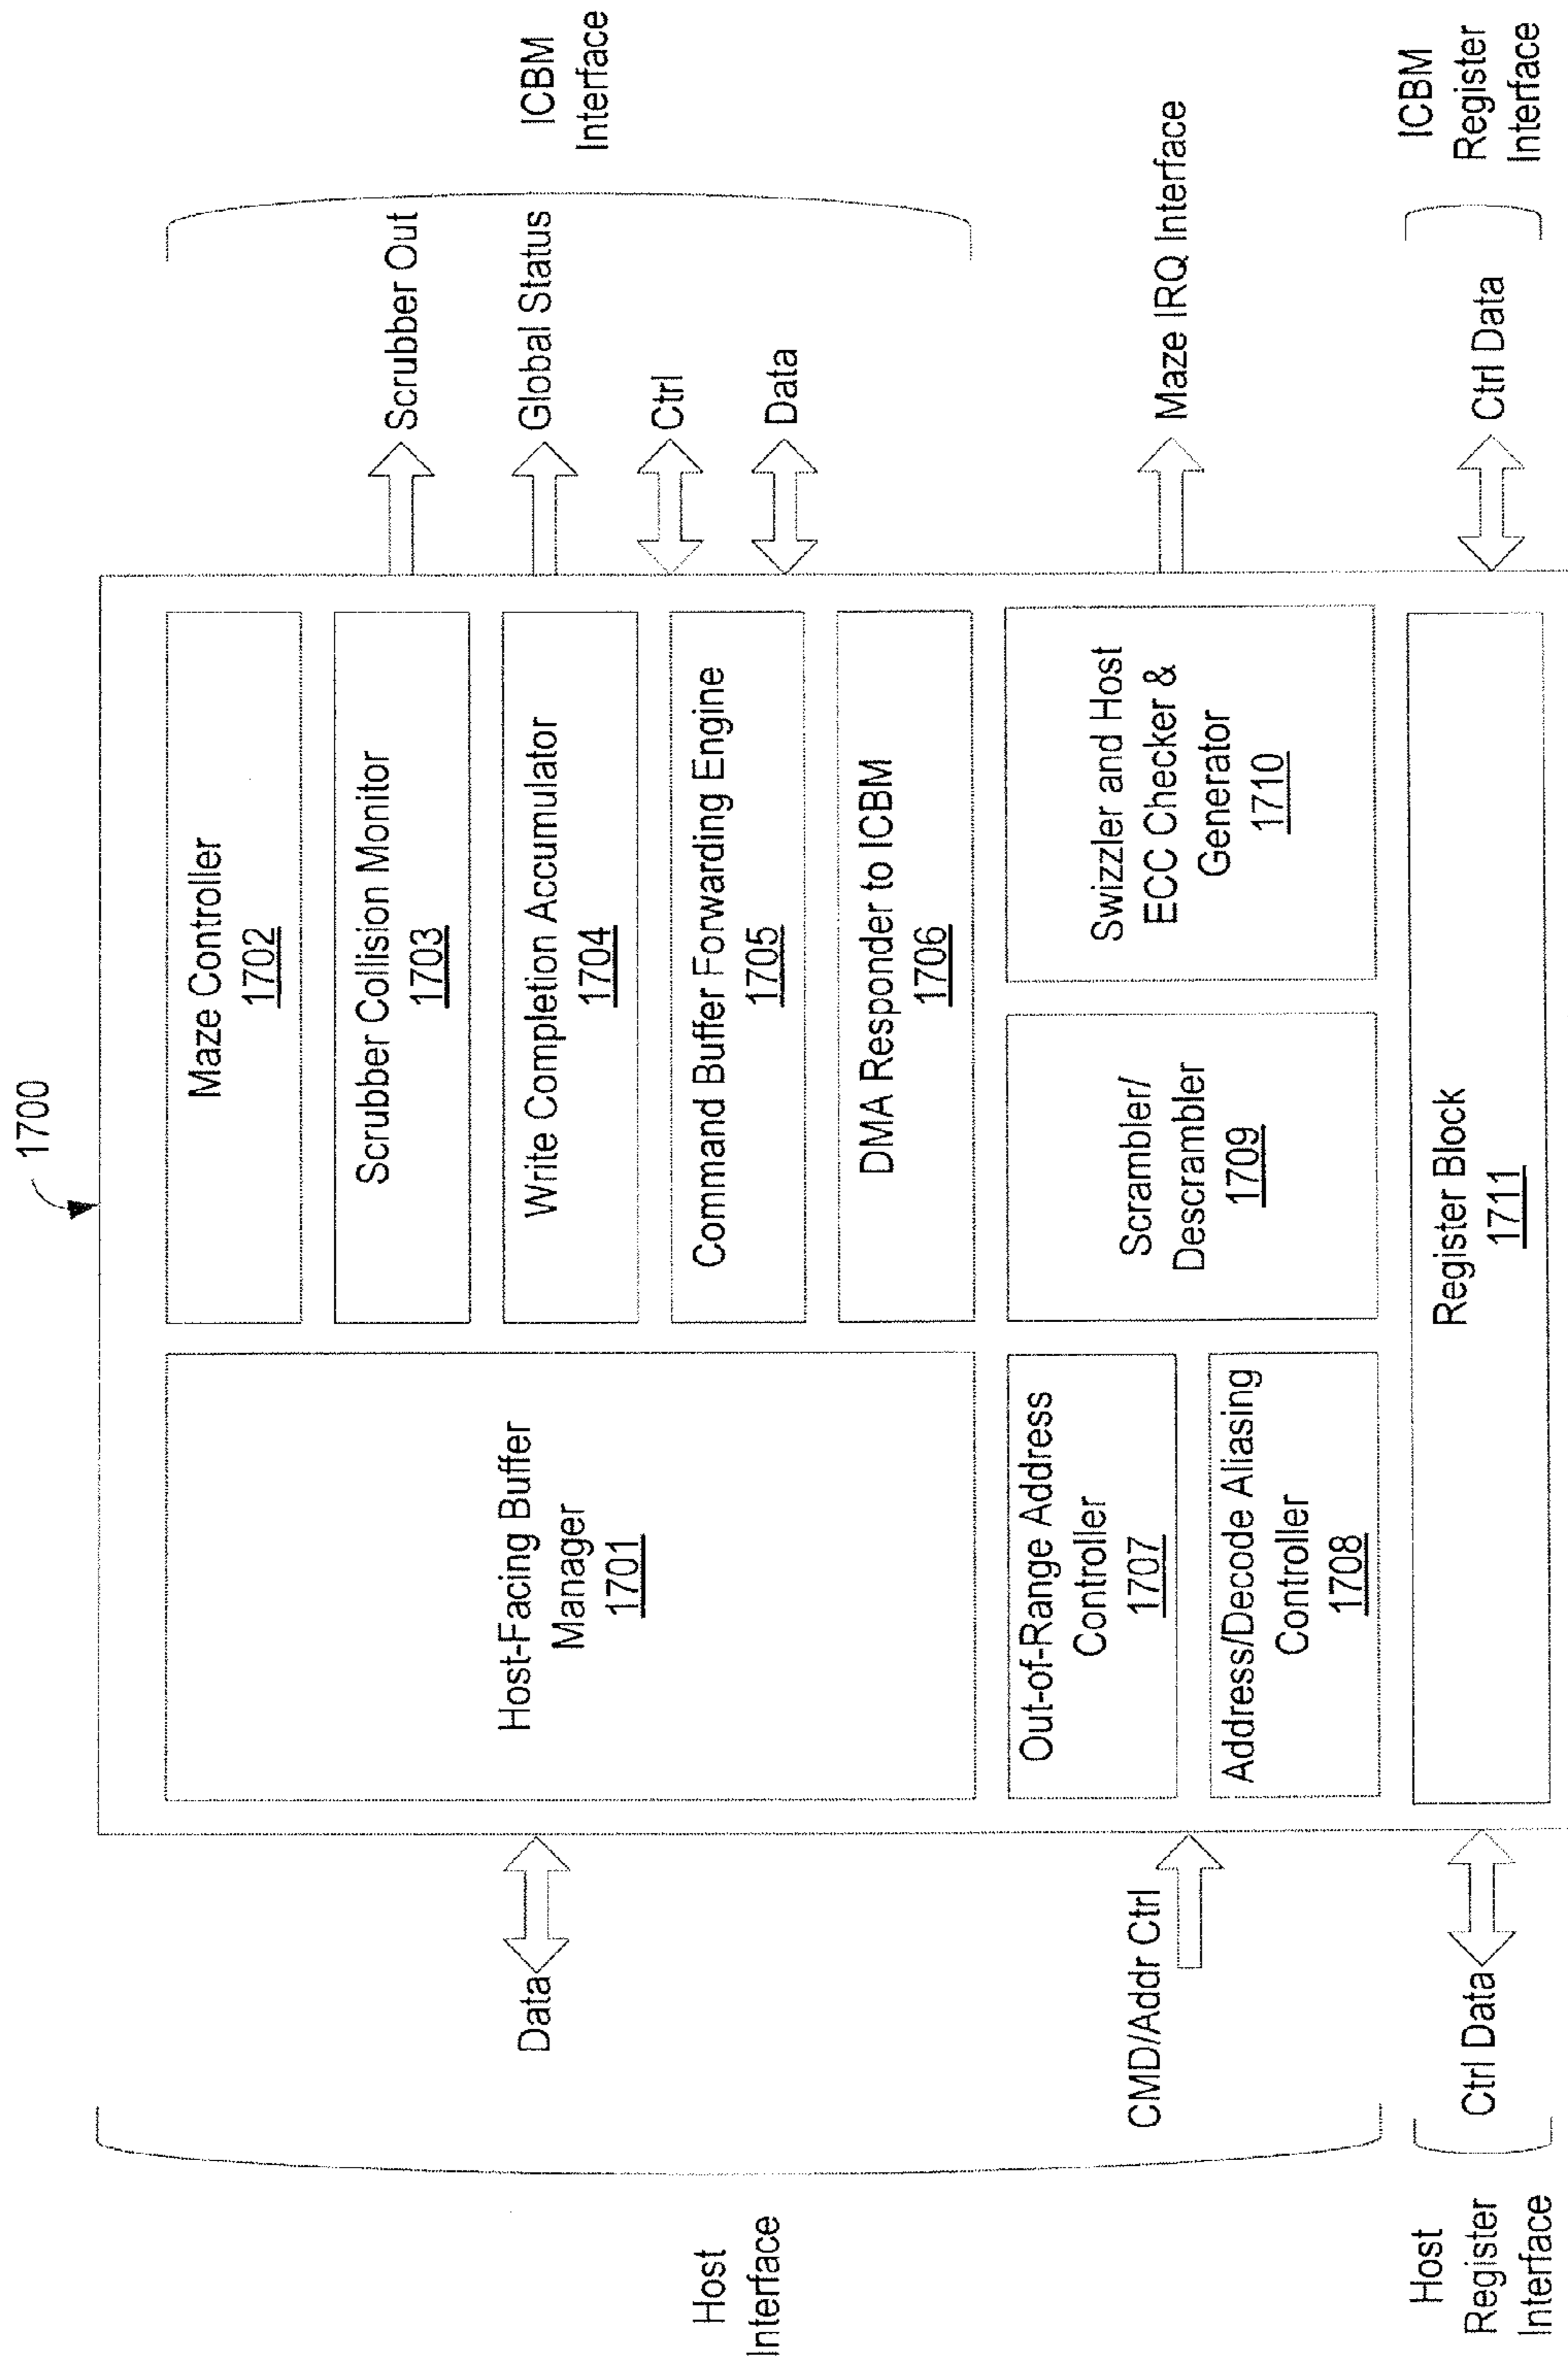 1700
Host
Interface
Data
CMD/Addr Ctrl
Host
Register
Interface
Ctrl Data
Host-Facing Buffer
Manager
1701
Maze Controller
1702
Scrubber Collision Monitor
1703
Write Completion Accumulator
1704
Command Buffer Forwarding Engine
1705
DMA Responder to ICBM
1706
Out-of-Range Address
Controller
1707
Address/Decode Aliasing
Controller
1708
Scrambler/
Descrambler
1709
Swizzler and Host
ECC Checker &
Generator
1710
Register Block
1711
Scrubber Out
Global Status
Ctrl
Data
ICBM
Interface
Maze IRQ Interface
Ctrl Data
ICBM
Register
Interface